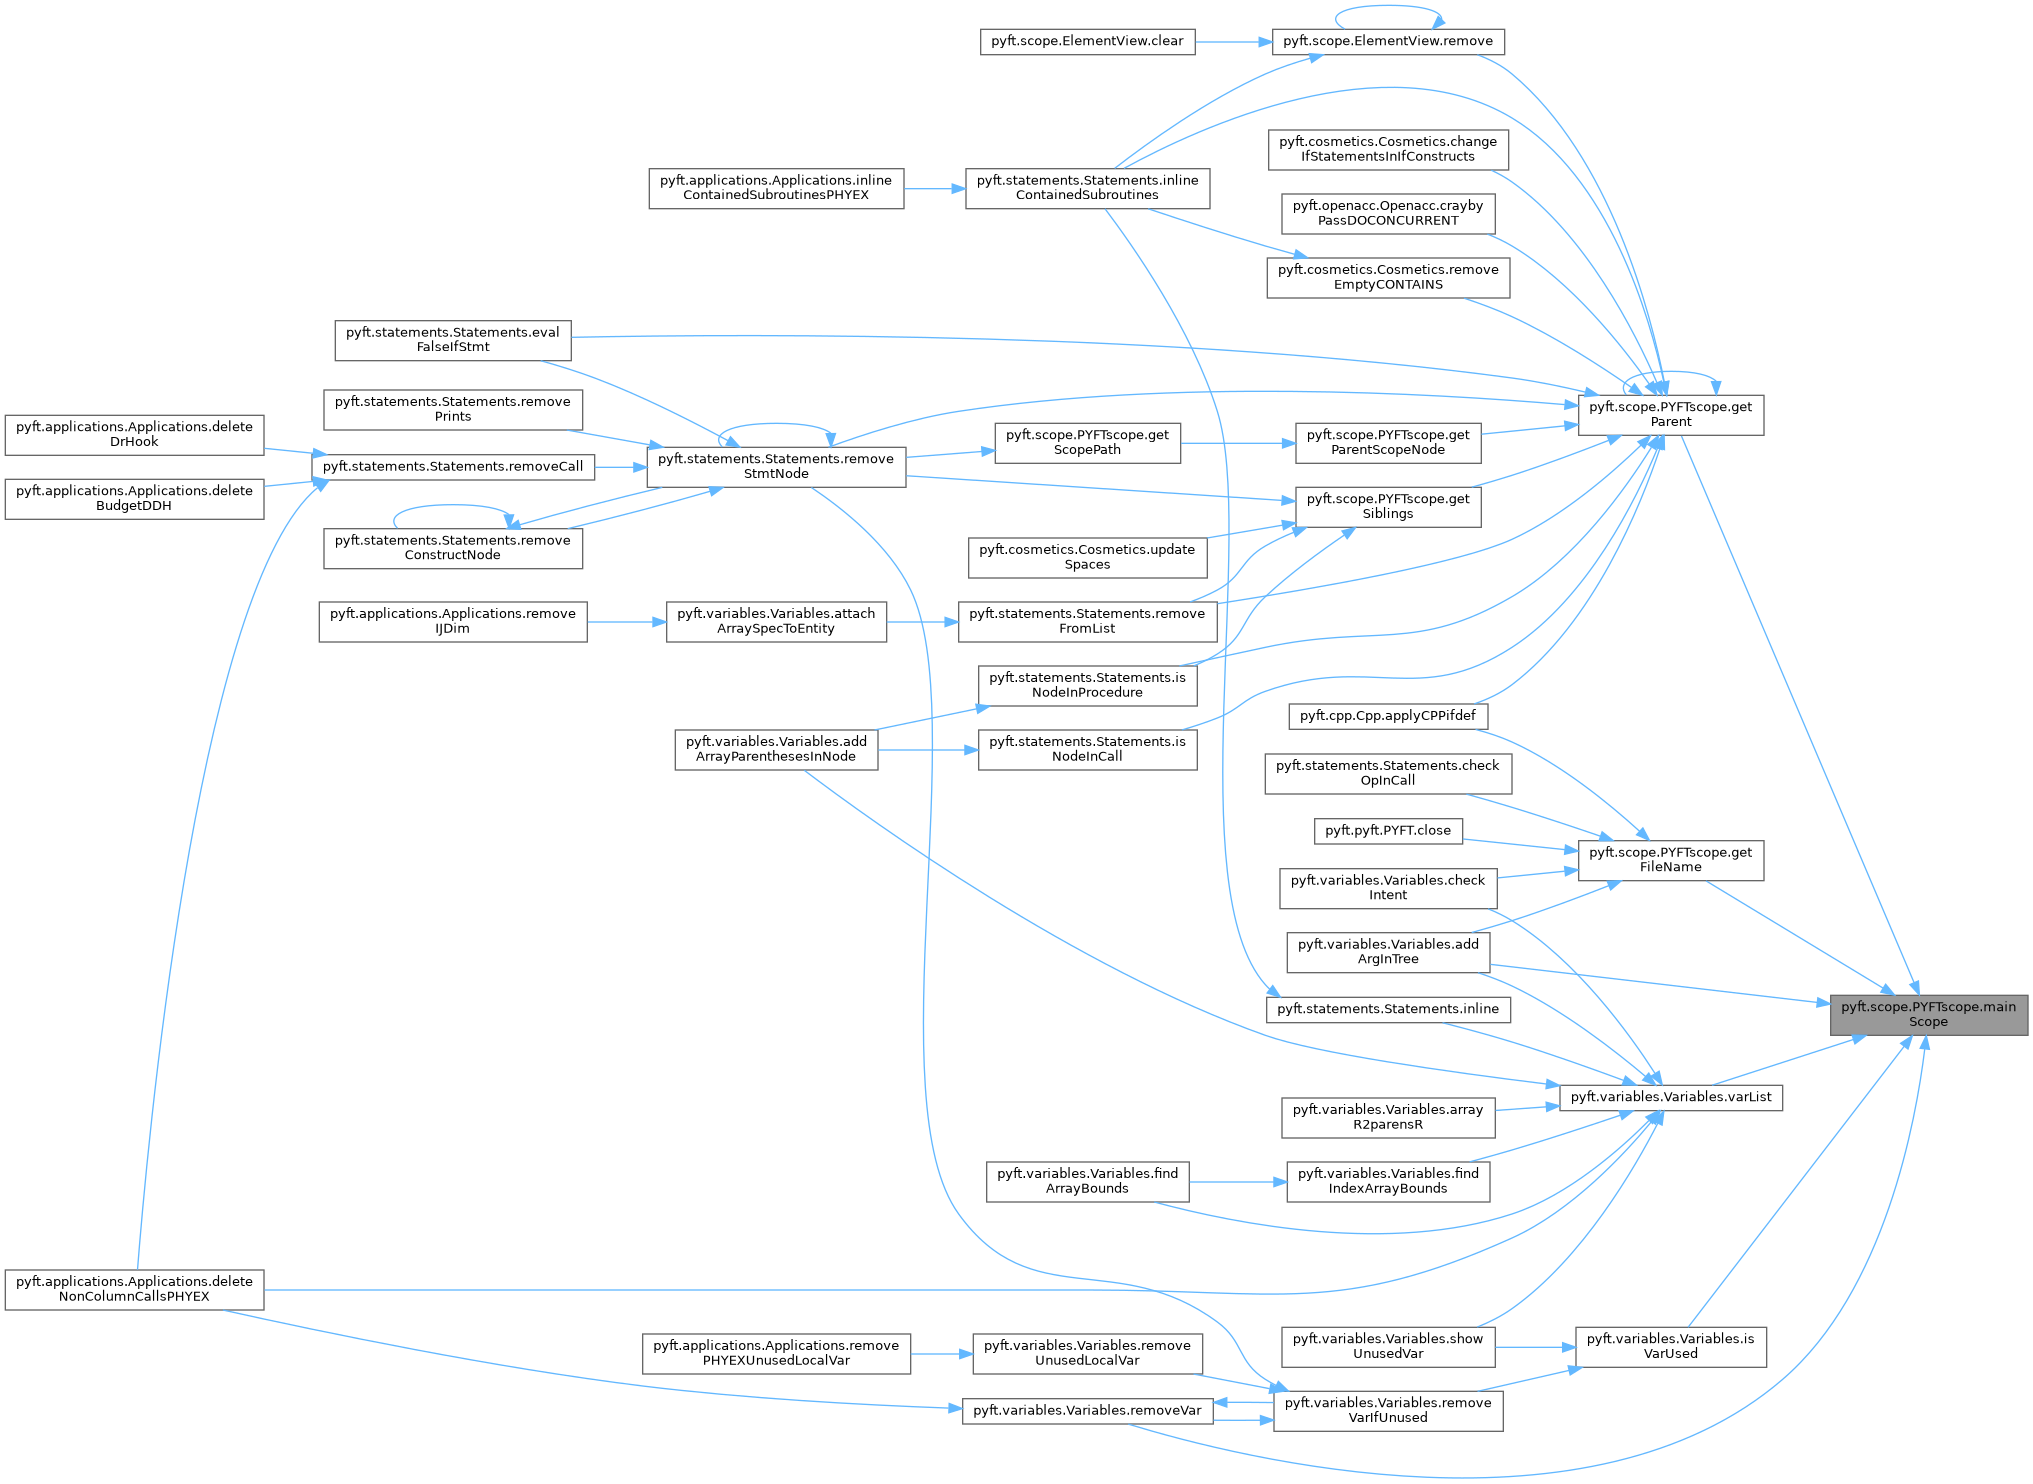 pyft.scope.ElementView.clear
pyft.scope.ElementView.remove
pyft.cosmetics.Cosmetics.change
IfStatementsInIfConstructs
pyft.applications.Applications.inline
ContainedSubroutinesPHYEX
pyft.statements.Statements.inline
ContainedSubroutines
pyft.openacc.Openacc.crayby
PassDOCONCURRENT
pyft.cosmetics.Cosmetics.remove
EmptyCONTAINS
pyft.statements.Statements.eval
FalseIfStmt
pyft.statements.Statements.remove
Prints
pyft.scope.PYFTscope.get
Parent
pyft.applications.Applications.delete
DrHook
pyft.statements.Statements.removeCall
pyft.statements.Statements.remove
StmtNode
pyft.scope.PYFTscope.get
ScopePath
pyft.scope.PYFTscope.get
ParentScopeNode
pyft.applications.Applications.delete
BudgetDDH
pyft.scope.PYFTscope.get
Siblings
pyft.statements.Statements.remove
ConstructNode
pyft.cosmetics.Cosmetics.update
Spaces
pyft.applications.Applications.remove
IJDim
pyft.variables.Variables.attach
ArraySpecToEntity
pyft.statements.Statements.remove
FromList
pyft.statements.Statements.is
NodeInProcedure
pyft.cpp.Cpp.applyCPPifdef
pyft.variables.Variables.add
ArrayParenthesesInNode
pyft.statements.Statements.is
NodeInCall
pyft.statements.Statements.check
OpInCall
pyft.pyft.PYFT.close
pyft.scope.PYFTscope.get
FileName
pyft.variables.Variables.check
Intent
pyft.variables.Variables.add
ArgInTree
pyft.statements.Statements.inline
pyft.scope.PYFTscope.main
Scope
pyft.variables.Variables.varList
pyft.variables.Variables.array
R2parensR
pyft.variables.Variables.find
ArrayBounds
pyft.variables.Variables.find
IndexArrayBounds
pyft.applications.Applications.delete
NonColumnCallsPHYEX
pyft.applications.Applications.remove
PHYEXUnusedLocalVar
pyft.variables.Variables.remove
UnusedLocalVar
pyft.variables.Variables.show
UnusedVar
pyft.variables.Variables.is
VarUsed
pyft.variables.Variables.removeVar
pyft.variables.Variables.remove
VarIfUnused